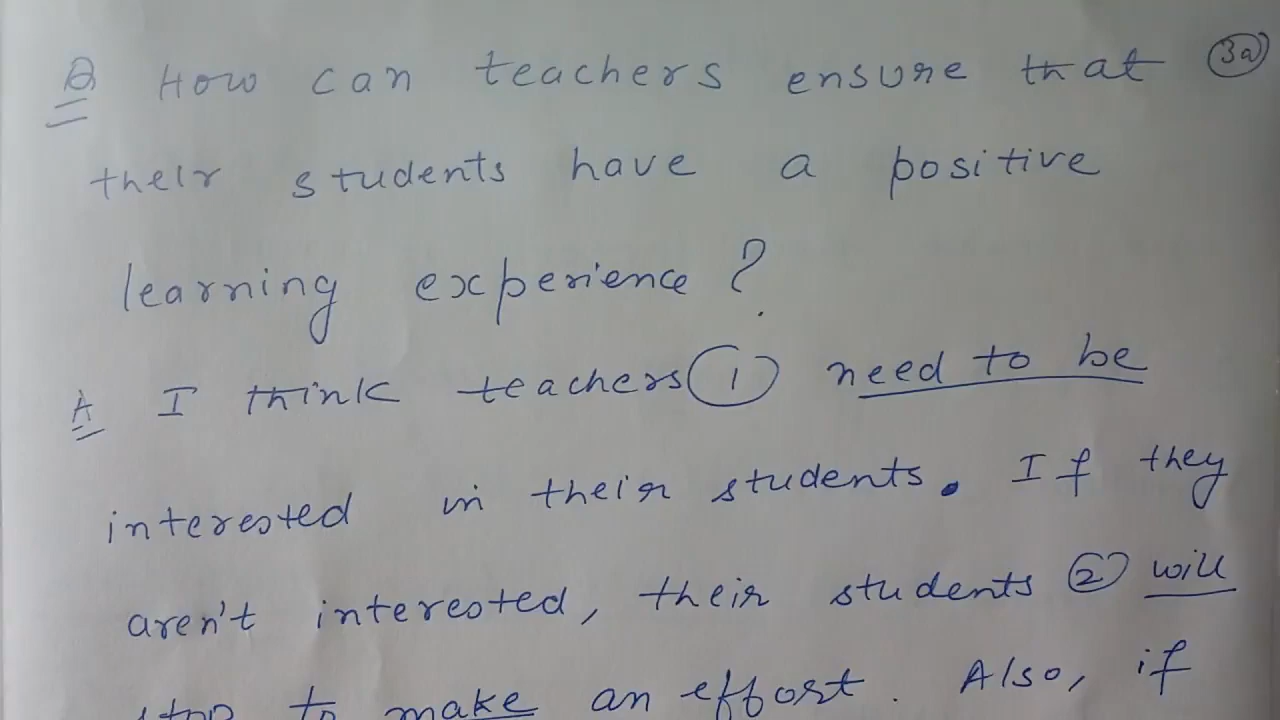 Q How can teachers ensure that 3a
their students have a positive
learning experience ?
A I think teachers ① need to be
interested in their students. If they
aren't interested, their students ② will
stop to make an effort. Also, if